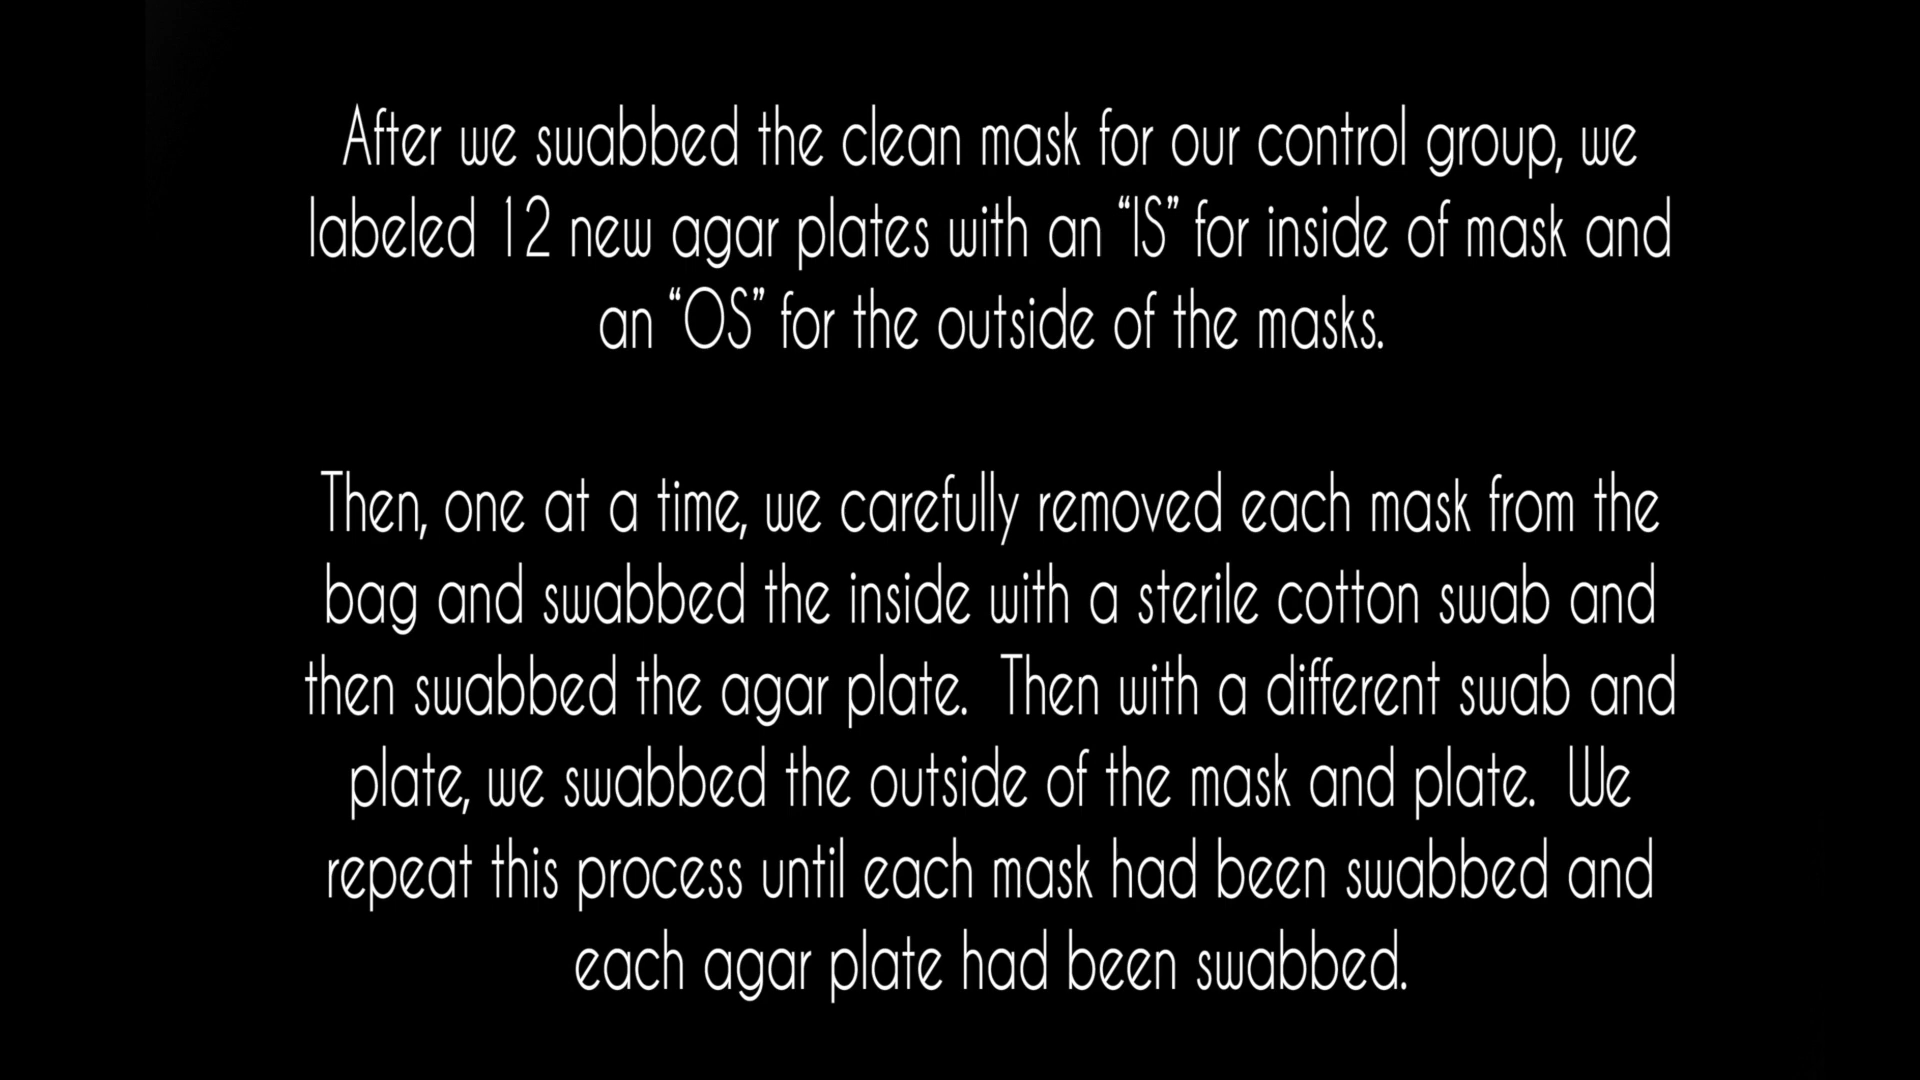 After we swabbed the clean mask for our control group, we
labeled 12 new agar plates with an “IS” for inside of mask and
an “OS” for the outside of the masks.
Then, one at a time, we carefully removed each mask from the
bag and swabbed the inside with a sterile cotton swab and
then swabbed the agar plate. Then with a different swab and
plate, we swabbed the outside of the mask and plate. We
repeat this process until each mask had been swabbed and
each agar plate had been swabbed.